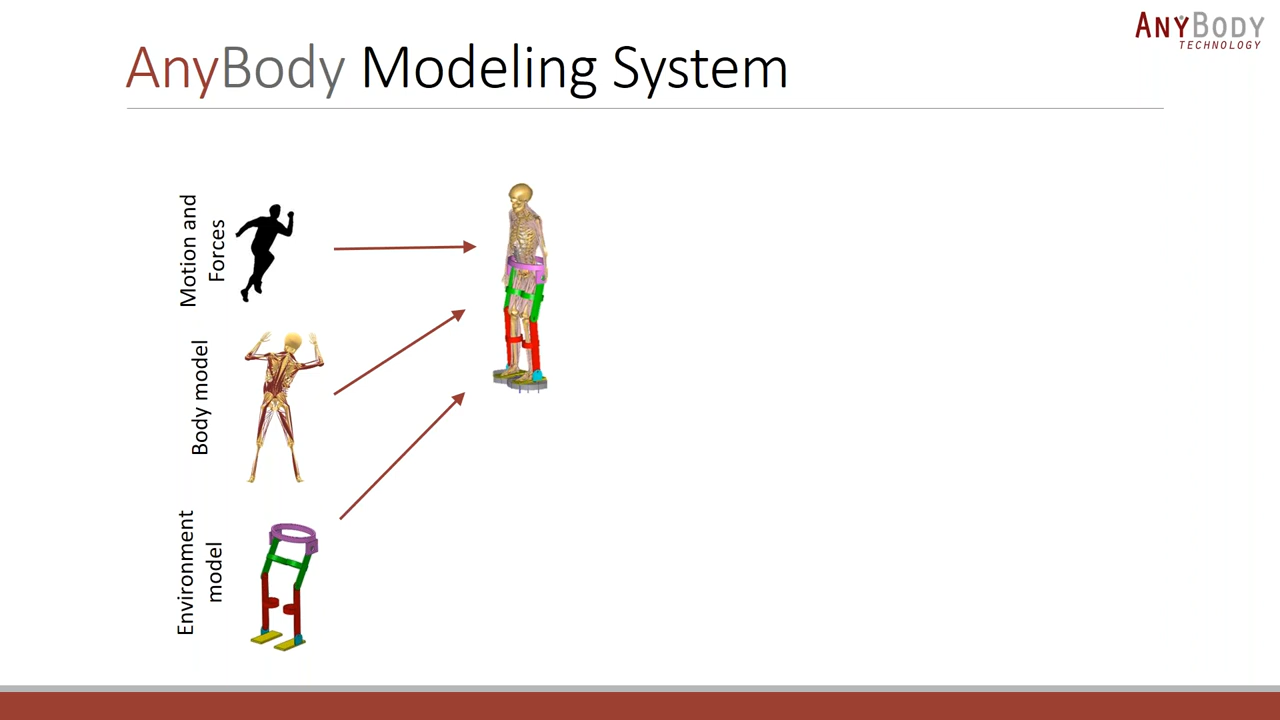 ANYBODY
TECHNOLOGY
AnyBody Modeling System
Motion and
Forces
Body model
Environment
model